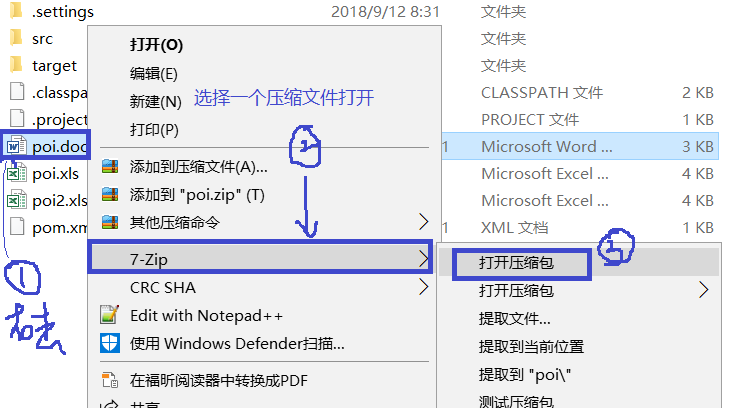 .settings
2018/9/12 8:31
文件夹
src
文件夹
target
文件夹
.classpa
CLASSPATH 文件
2 KB
.project
PROJECT 文件
1 KB
poi.doc
1
Microsoft Word ...
3 KB
poi.xls
Microsoft Excel ...
4 KB
poi2.xls
Microsoft Excel ...
4 KB
pom.xm
1
XML 文档
1 KB
打开(O)
编辑(E)
新建(N)
选择一个压缩文件打开
打印(P)
添加到压缩文件(A)...
添加到 "poi.zip" (T)
其他压缩命令
7-Zip
CRC SHA
Edit with Notepad++
使用 Windows Defender扫描...
在福昕阅读器中转换成PDF
共享
打开压缩包
打开压缩包
提取文件...
提取到当前位置
提取到 "poi\"
测试压缩包
1
右击
2
3